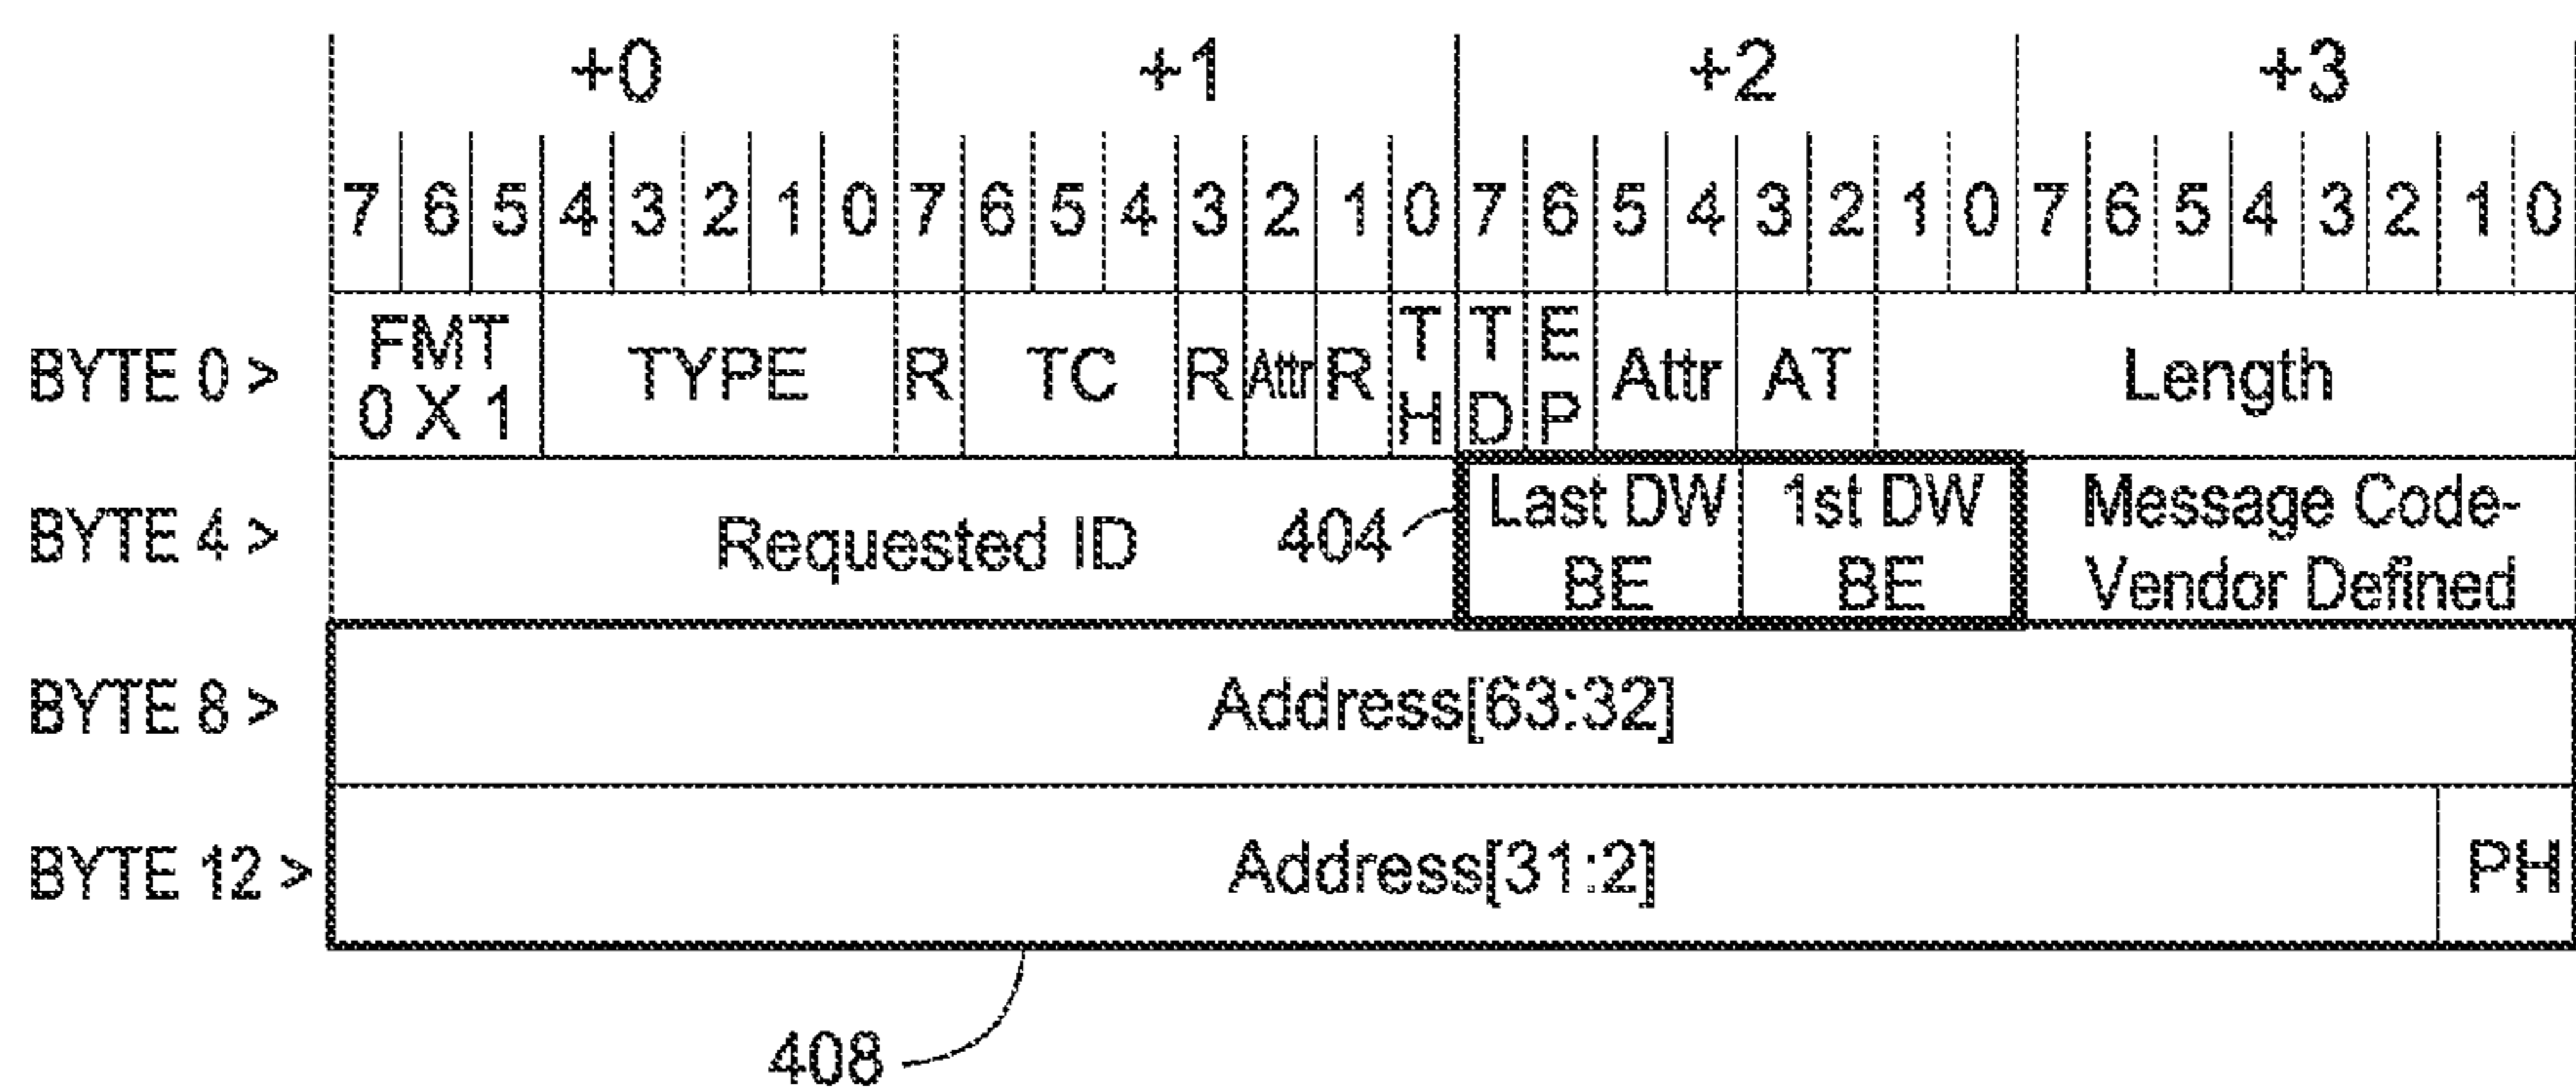 +0 +1 +2 +3
7 6 5 4 3 2 1 0 7 6 5 4 3 2 1 0 7 6 5 4 3 2 1 0 7 6 5 4 3 2 1 0
BYTE 0 > FMT 0 X 1 TYPE R TC R Attr R TH TD EP Attr AT Length
BYTE 4 > Requested ID 404 Last DW BE 1st DW BE Message Code-
Vendor Defined
BYTE 8 > Address[63:32]
BYTE 12 > Address[31:2] PH
408